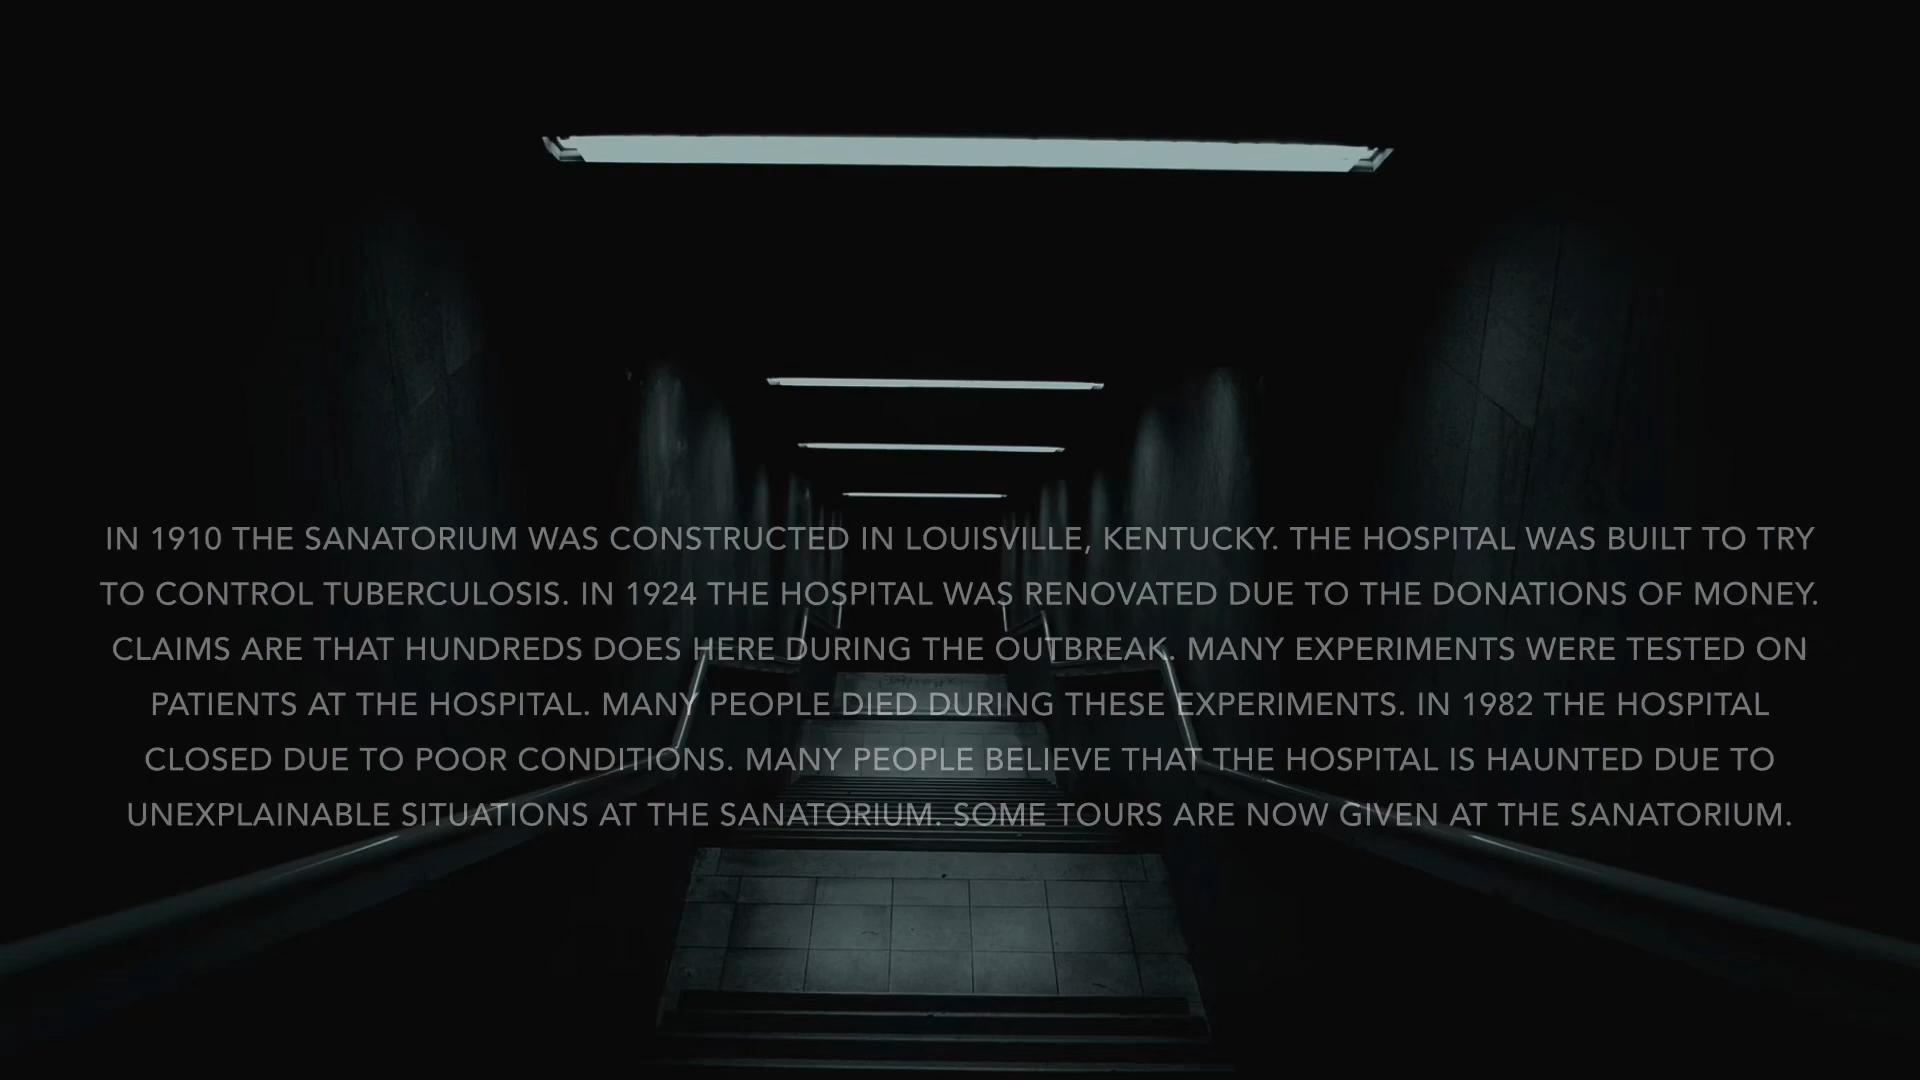 IN 1910 THE SANATORIUM WAS CONSTRUCTED IN LOUISVILLE, KENTUCKY. THE HOSPITAL WAS BUILT TO TRY
TO CONTROL TUBERCULOSIS. IN 1924 THE HOSPITAL WAS RENOVATED DUE TO THE DONATIONS OF MONEY.
CLAIMS ARE THAT HUNDREDS DOES HERE DURING THE OUTBREAK. MANY EXPERIMENTS WERE TESTED ON
PATIENTS AT THE HOSPITAL. MANY PEOPLE DIED DURING THESE EXPERIMENTS. IN 1982 THE HOSPITAL
CLOSED DUE TO POOR CONDITIONS. MANY PEOPLE BELIEVE THAT THE HOSPITAL IS HAUNTED DUE TO
UNEXPLAINABLE SITUATIONS AT THE SANATORIUM. SOME TOURS ARE NOW GIVEN AT THE SANATORIUM.